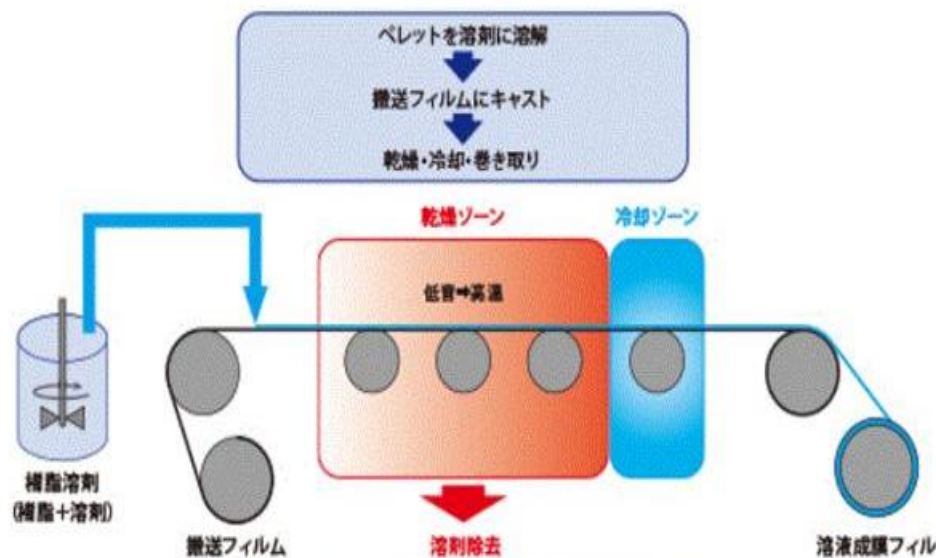 ペレットを溶剤に溶解
搬送フィルムにキャスト
乾燥・冷却・巻き取り
乾燥ゾーン
冷却ゾーン
低音➡高温
樹脂溶剤
(樹脂+溶剤)
搬送フィルム
溶剤除去
溶液成膜フィル